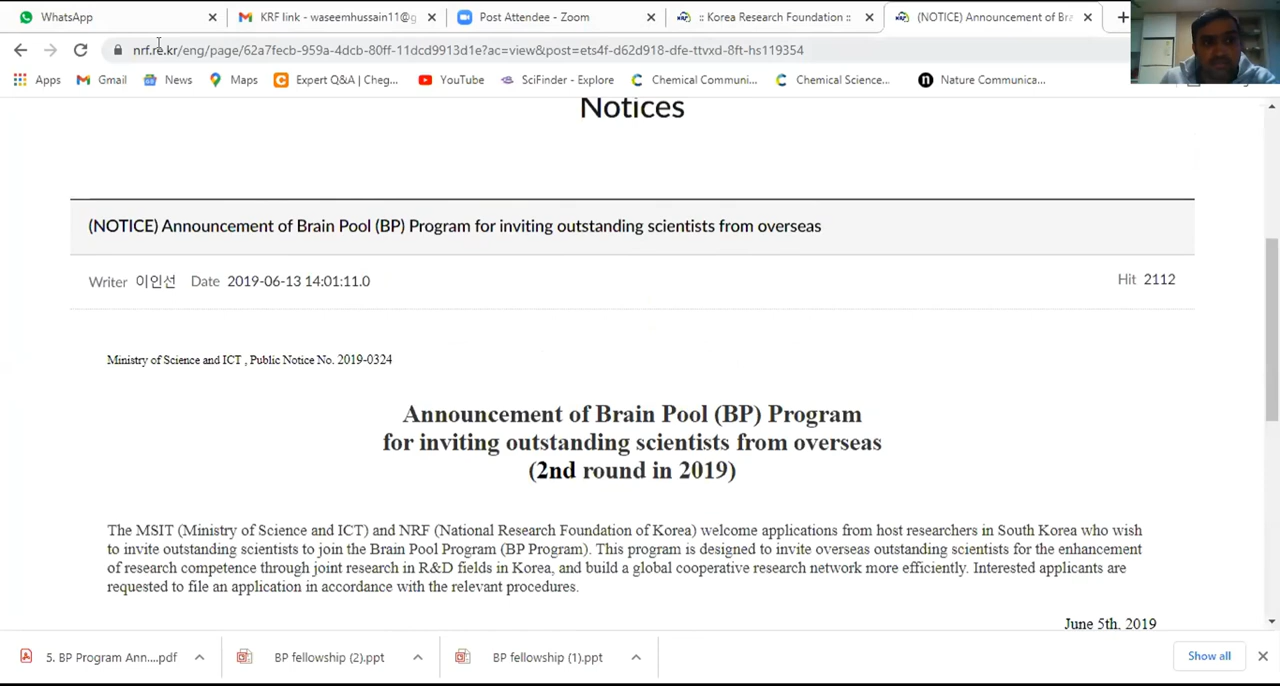 WhatsApp
KRF link - waseemhussain11@g
Post Attendee - Zoom
:: Korea Research Foundation ::
(NOTICE) Announcement of Br
nrf.re.kr/eng/page/62a7fecb-959a-4dcb-80ff-11dcd9913d1e?ac=view&post=ets4f-d62d918-dfe-ttvxd-8ft-hs119354
Apps
Gmail
News
Maps
Expert Q&A | Cheg...
YouTube
SciFinder - Explore
Chemical Communi...
Chemical Science...
Nature Communica...
Notices
(NOTICE) Announcement of Brain Pool (BP) Program for inviting outstanding scientists from overseas
Writer 이인선 Date 2019-06-13 14:01:11.0
Hit 2112
Ministry of Science and ICT , Public Notice No. 2019-0324
Announcement of Brain Pool (BP) Program
for inviting outstanding scientists from overseas
(2nd round in 2019)
The MSIT (Ministry of Science and ICT) and NRF (National Research Foundation of Korea) welcome applications from host researchers in South Korea who wish
to invite outstanding scientists to join the Brain Pool Program (BP Program). This program is designed to invite overseas outstanding scientists for the enhancement
of research competence through joint research in R&D fields in Korea, and build a global cooperative research network more efficiently. Interested applicants are
requested to file an application in accordance with the relevant procedures.
June 5th, 2019
5. BP Program Ann....pdf
BP fellowship (2).ppt
BP fellowship (1).ppt
Show all